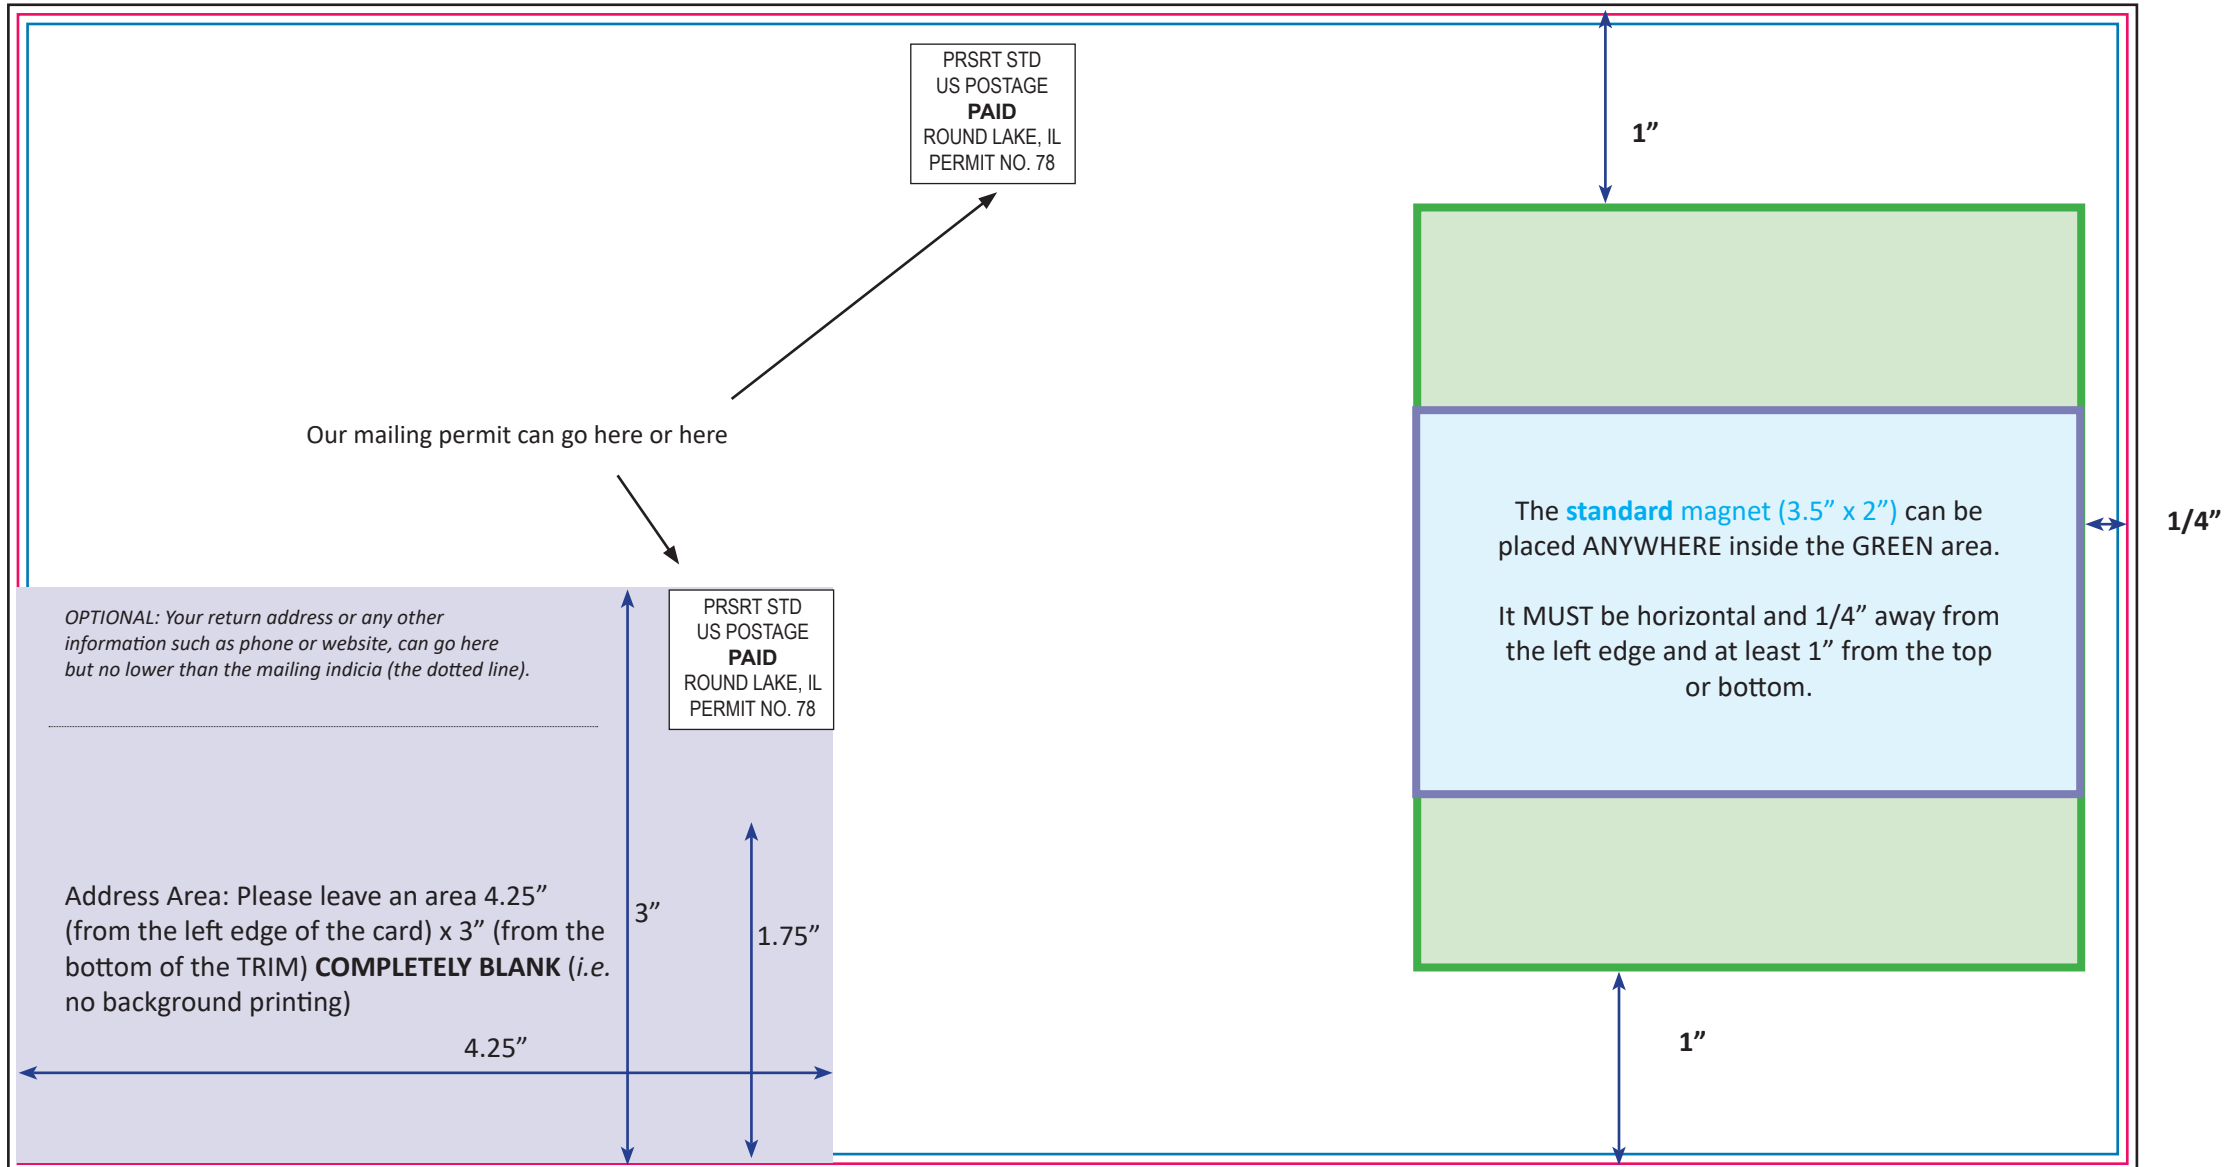 PRSRT STD
US POSTAGE
PAID
ROUND LAKE, IL
PERMIT NO. 78
1”
Our mailing permit can go here or here
The standard magnet (3.5” x 2”) can be
placed ANYWHERE inside the GREEN area.
It MUST be horizontal and 1/4” away from
the left edge and at least 1” from the top
or bottom.
1/4”
OPTIONAL: Your return address or any other
information such as phone or website, can go here
but no lower than the mailing indicia (the dotted line).
PRSRT STD
US POSTAGE
PAID
ROUND LAKE, IL
PERMIT NO. 78
Address Area: Please leave an area 4.25”
(from the left edge of the card) x 3” (from the
bottom of the TRIM) COMPLETELY BLANK (i.e.
no background printing)
3”
1.75”
4.25”
1”